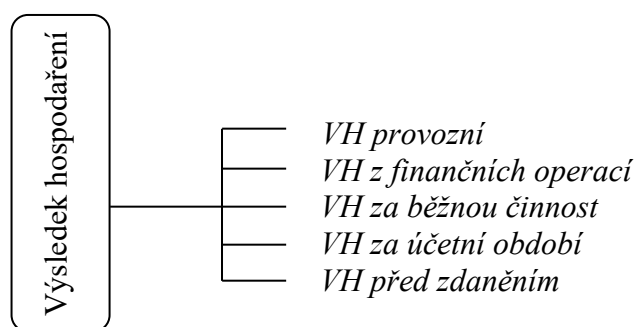 Výsledek hospodaření
VH provozní
VH z finančních operací
VH za běžnou činnost
VH za účetní období
VH před zdaněním